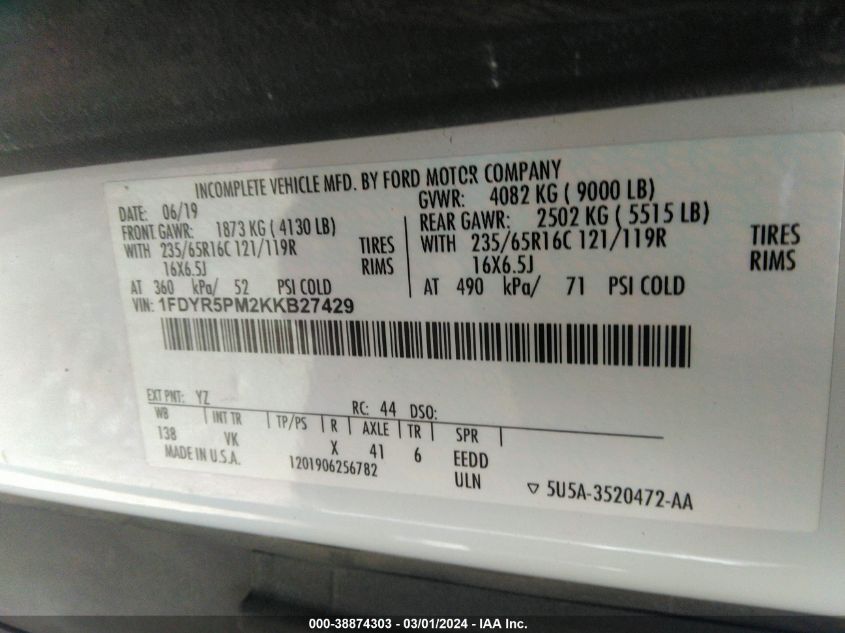 INCOMPLETE VEHICLE MFD. BY FORD MOTOR COMPANY
DATE: 06/19 GVWR: 4082 KG ( 9000 LB)
FRONT GAWR: 1873 KG ( 4130 LB) REAR GAWR: 2502 KG ( 5515 LB)
WITH 235/65R16C 121/119R TIRES WITH 235/65R16C 121/119R TIRES
16X6.5J RIMS 16X6.5J RIMS
AT 360 kPa/ 52 PSI COLD AT 490 kPa/ 71 PSI COLD
VIN: 1FDYR5PM2KKB27429
EXT PNT: YZ RC: 44 DSO:
WB INT TR TP/PS R AXLE TR SPR
138 VK X 41 6 EEDD
MADE IN U.S.A. 1201906256782 ULN
▽ 5U5A-3520472-AA
000-38874303 - 03/01/2024 - IAA Inc.